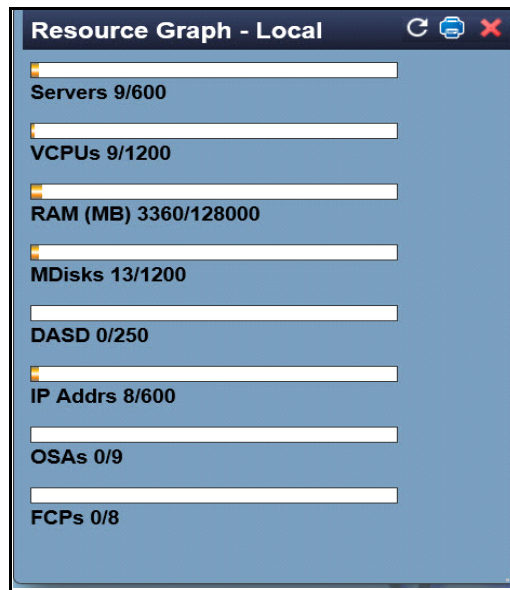 Resource Graph - Local
Servers 9/600
VCPUs 9/1200
RAM (MB) 3360/128000
MDisks 13/1200
DASD 0/250
IP Addrs 8/600
OSAs 0/9
FCPs 0/8